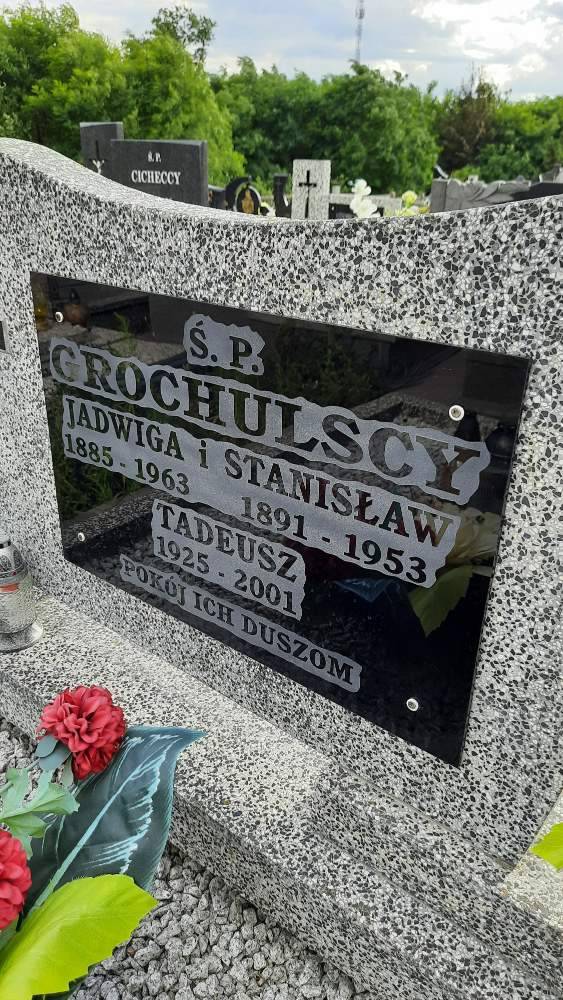 Ś. P.
CICHECCY
Ś. P.
GROCHULSCY
JADWIGA i STANISŁAW
1885 - 1963 1891 - 1953
TADEUSZ
1925 - 2001
POKÓJ ICH DUSZOM